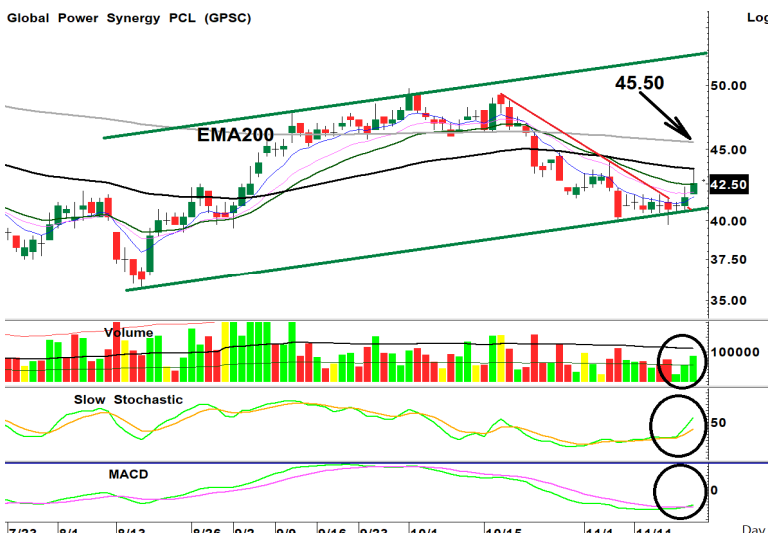 Global Power Synergy PCL (GPSC)
Log
45.50
50.00
EMA200
45.00
42.50
40.00
37.50
35.00
Volume
100000
Slow Stochastic
50
MACD
0
7/23 8/1 8/13 8/26 9/2 9/9 9/16 9/23 10/1 10/15 11/1 11/11 Day